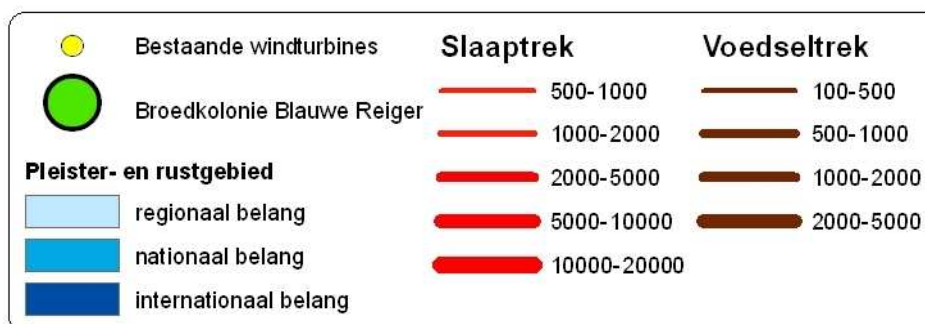 Bestaande windturbines
Broedkolonie Blauwe Reiger
Pleister- en rustgebied
regionaal belang
nationaal belang
internationaal belang
Slaaptrek
500-1000
1000-2000
2000-5000
5000-10000
10000-20000
Voedseltrek
100-500
500-1000
1000-2000
2000-5000